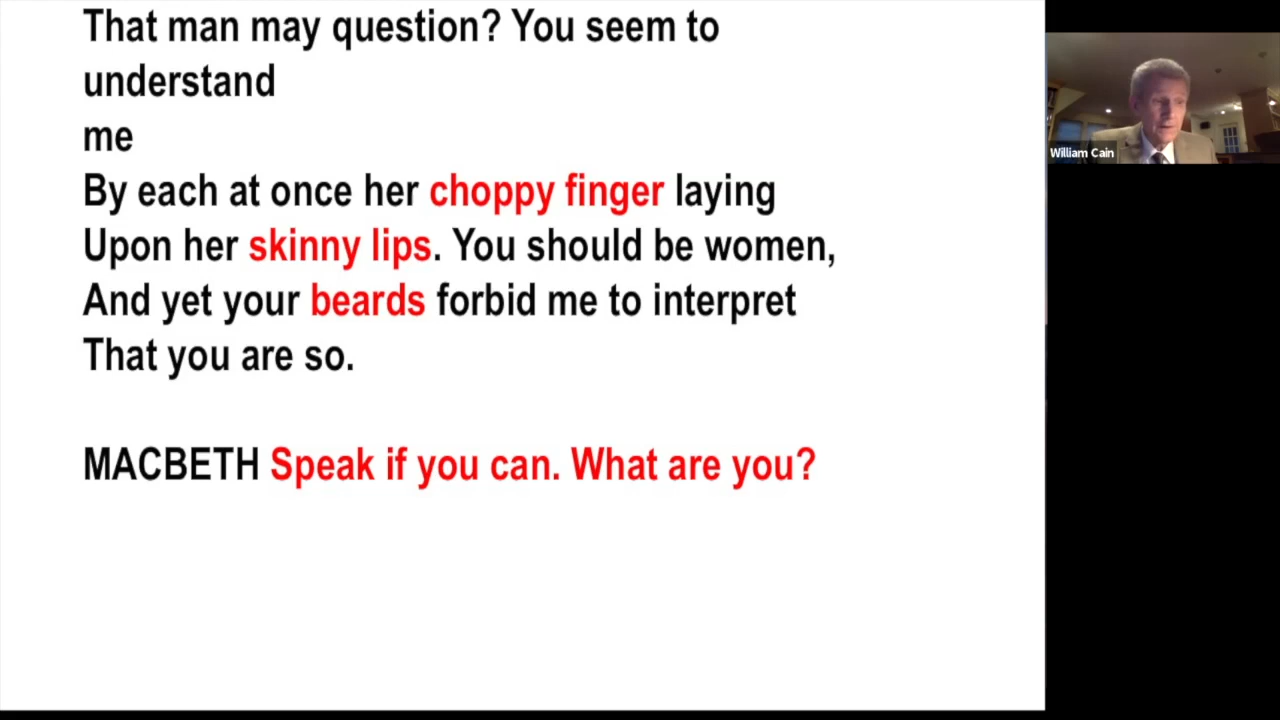 That man may question? You seem to
understand
me
By each at once her choppy finger laying
Upon her skinny lips. You should be women,
And yet your beards forbid me to interpret
That you are so.
MACBETH Speak if you can. What are you?
William Cain